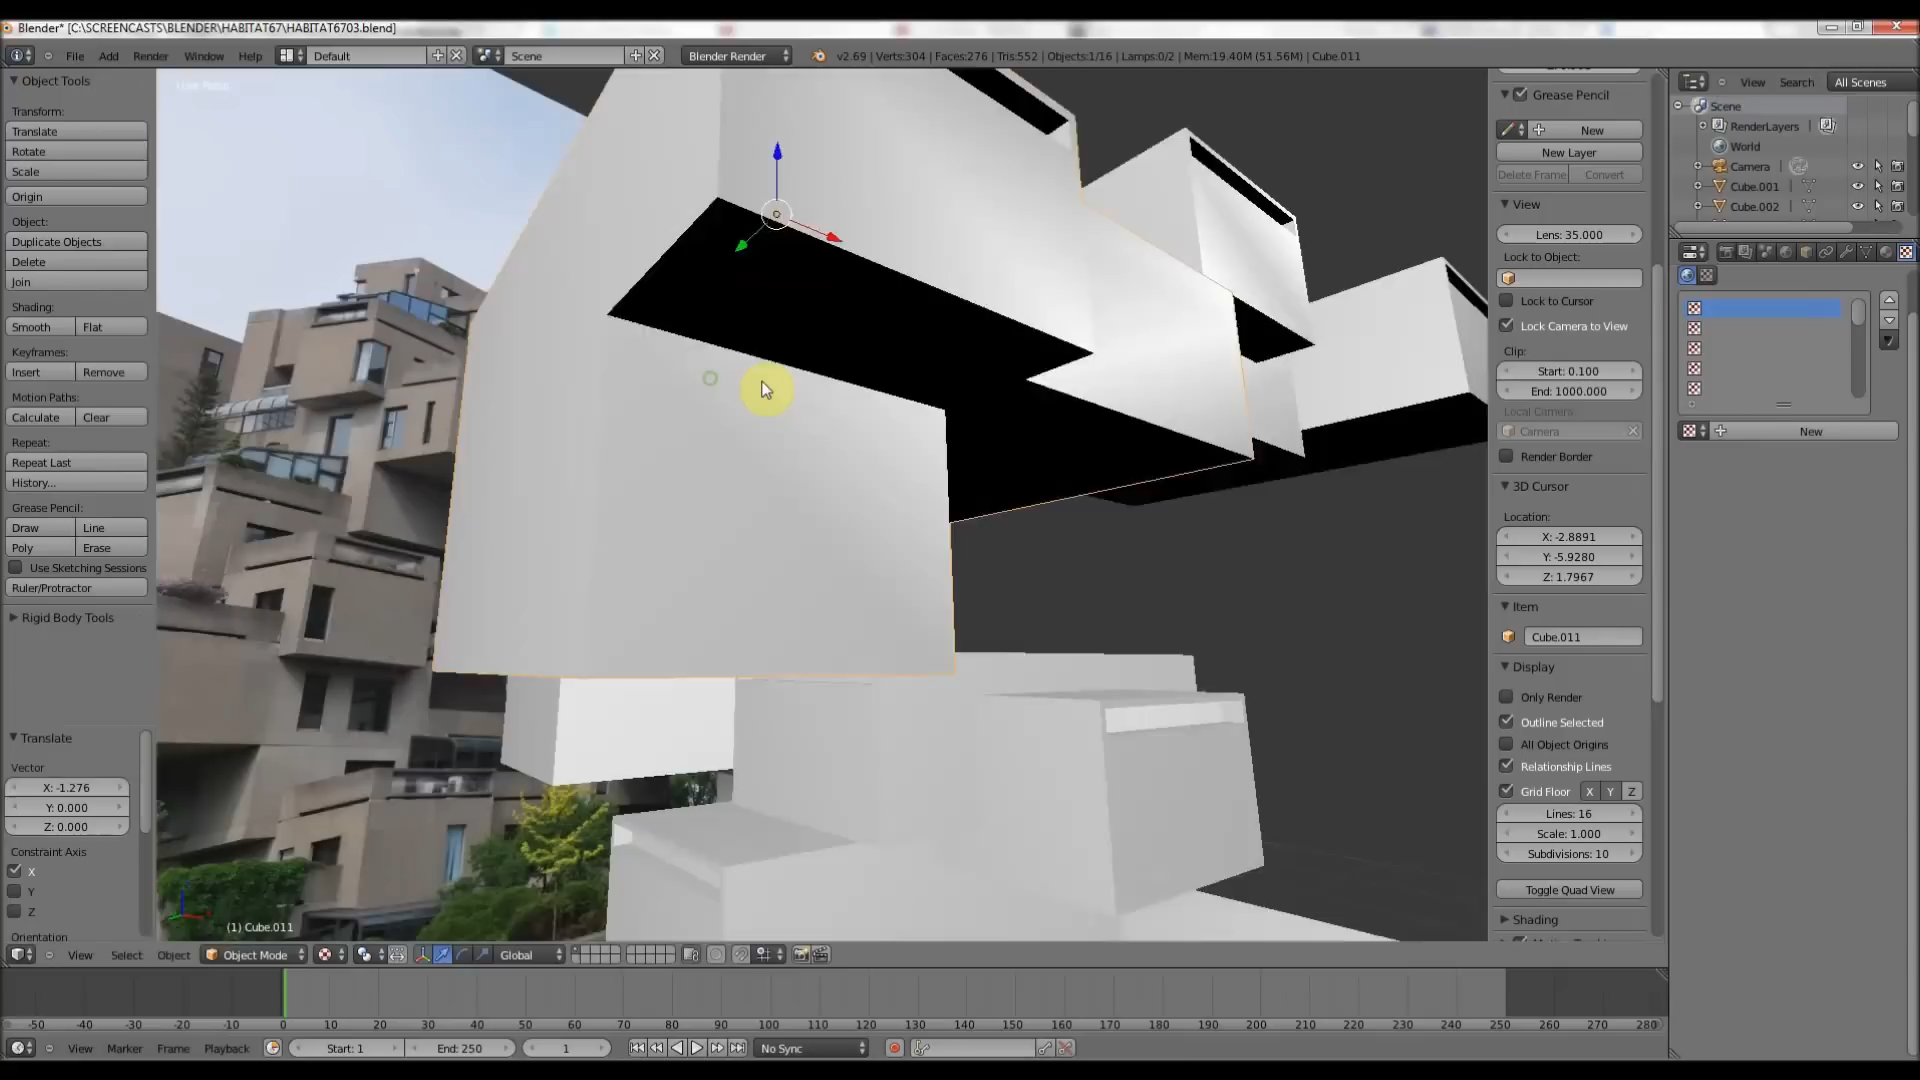 Blender* [C:\SCREENCASTS\BLENDER\HABITAT67\HABITAT6703.blend]
File Add Render Window Help Default Scene Blender Render v2.69 | Verts:304 | Faces:276 | Tris:552 | Objects:1/16 | Lamps:0/2 | Mem:19.40M (51.56M) | Cube.011
Object Tools
Transform:
Translate
Rotate
Scale
Origin
Object:
Duplicate Objects
Delete
Join
Shading:
Smooth Flat
Keyframes:
Insert Remove
Motion Paths:
Calculate Clear
Repeat:
Repeat Last
History...
Grease Pencil:
Draw Line
Poly Erase
Use Sketching Sessions
Ruler/Protractor
Rigid Body Tools
Translate
Vector
X: -1.276
Y: 0.000
Z: 0.000
Constraint Axis
X
Y
Z
Orientation
(1) Cube.011
Grease Pencil
New
New Layer
Delete Frame Convert
View
Lens: 35.000
Lock to Object:
Lock to Cursor
Lock Camera to View
Clip:
Start: 0.100
End: 1000.000
Local Camera:
Camera
Render Border
3D Cursor
Location:
X: -2.8891
Y: -5.9280
Z: 1.7967
Item
Cube.011
Display
Only Render
Outline Selected
All Object Origins
Relationship Lines
Grid Floor X Y Z
Lines: 16
Scale: 1.000
Subdivisions: 10
Toggle Quad View
Shading
View Search All Scenes
Scene
RenderLayers
World
Camera
Cube.001
Cube.002
New
View Select Object Object Mode Global
-50 -40 -30 -20 -10 0 10 20 30 40 50 60 70 80 90 100 110 120 130 140 150 160 170 180 190 200 210 220 230 240 250 260 270 280
View Marker Frame Playback Start: 1 End: 250 1 No Sync